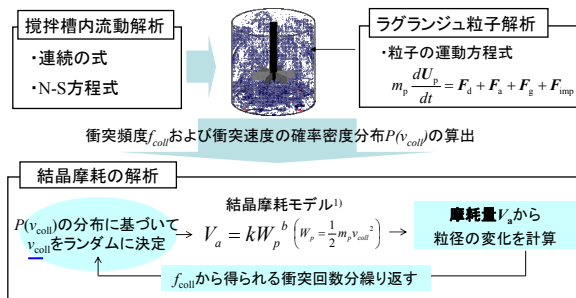 撹拌槽内流動解析
・連続の式
・N-S方程式
ラグランジュ粒子解析
・粒子の運動方程式
m_p dU_p/dt = F_d + F_a + F_g + F_imp
衝突頻度f_collおよび衝突速度の確率密度分布P(v_coll)の算出
結晶摩耗の解析
P(v_coll)の分布に基づいて
v_collをランダムに決定
結晶摩耗モデル¹⁾
V_a = kW_p^b (W_p = 1/2 m_p v_coll²)
摩耗量V_aから
粒径の変化を計算
f_collから得られる衝突回数分繰り返す